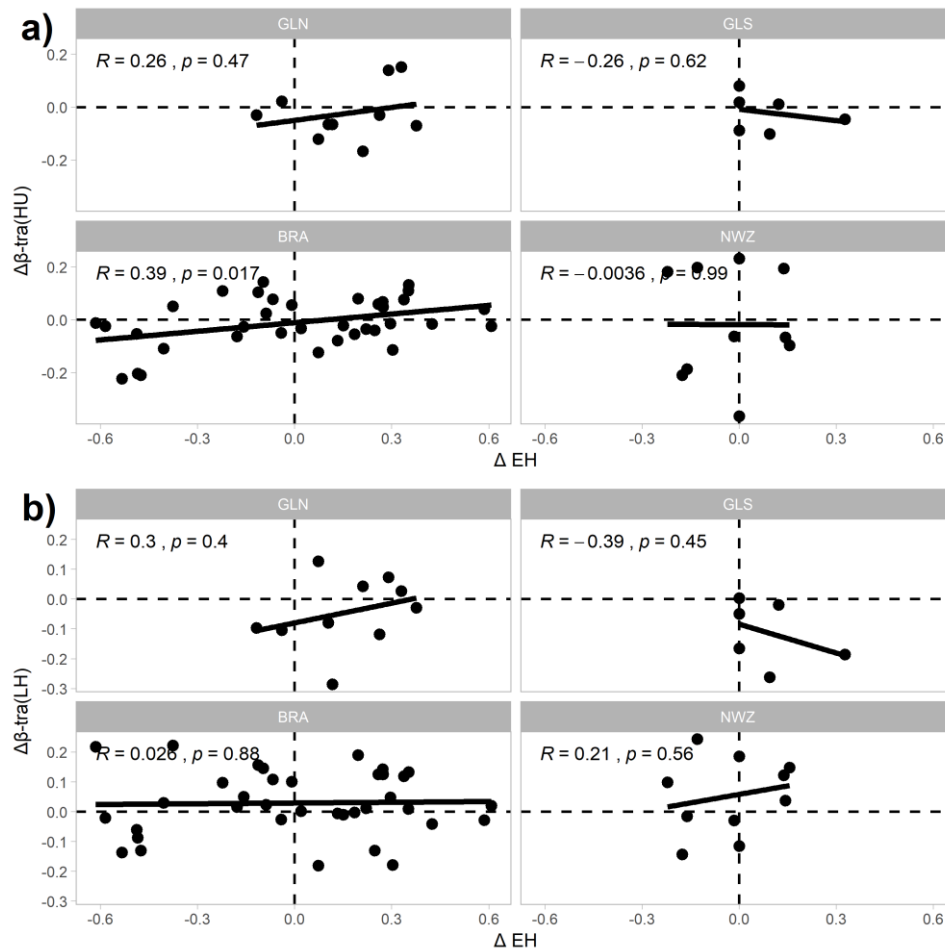 a)
GLN
GLS
R = 0.26 , p = 0.47
R = −0.26 , p = 0.62
0.2
0.0
-0.2
Δβ-tra(HU)
BRA
NWZ
R = 0.39 , p = 0.017
R = −0.0036 , p = 0.99
0.2
0.0
-0.2
-0.6 -0.3 0.0 0.3 0.6 -0.6 -0.3 0.0 0.3 0.6
Δ EH
b)
GLN
GLS
R = 0.3 , p = 0.4
R = −0.39 , p = 0.45
0.2
0.1
0.0
-0.1
-0.2
-0.3
Δβ-tra(LH)
BRA
NWZ
R = 0.026 , p = 0.88
R = 0.21 , p = 0.56
0.2
0.1
0.0
-0.1
-0.2
-0.3
-0.6 -0.3 0.0 0.3 0.6 -0.6 -0.3 0.0 0.3 0.6
Δ EH